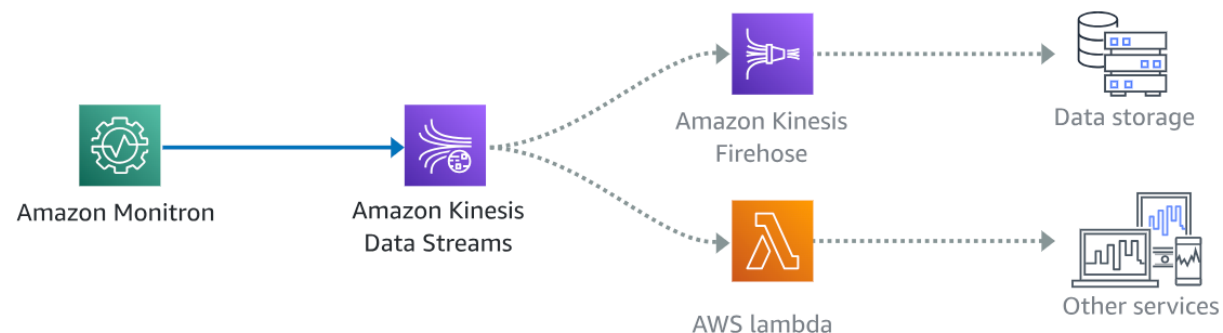 Amazon Monitron
Amazon Kinesis
Data Streams
Amazon Kinesis
Firehose
Data storage
AWS lambda
Other services